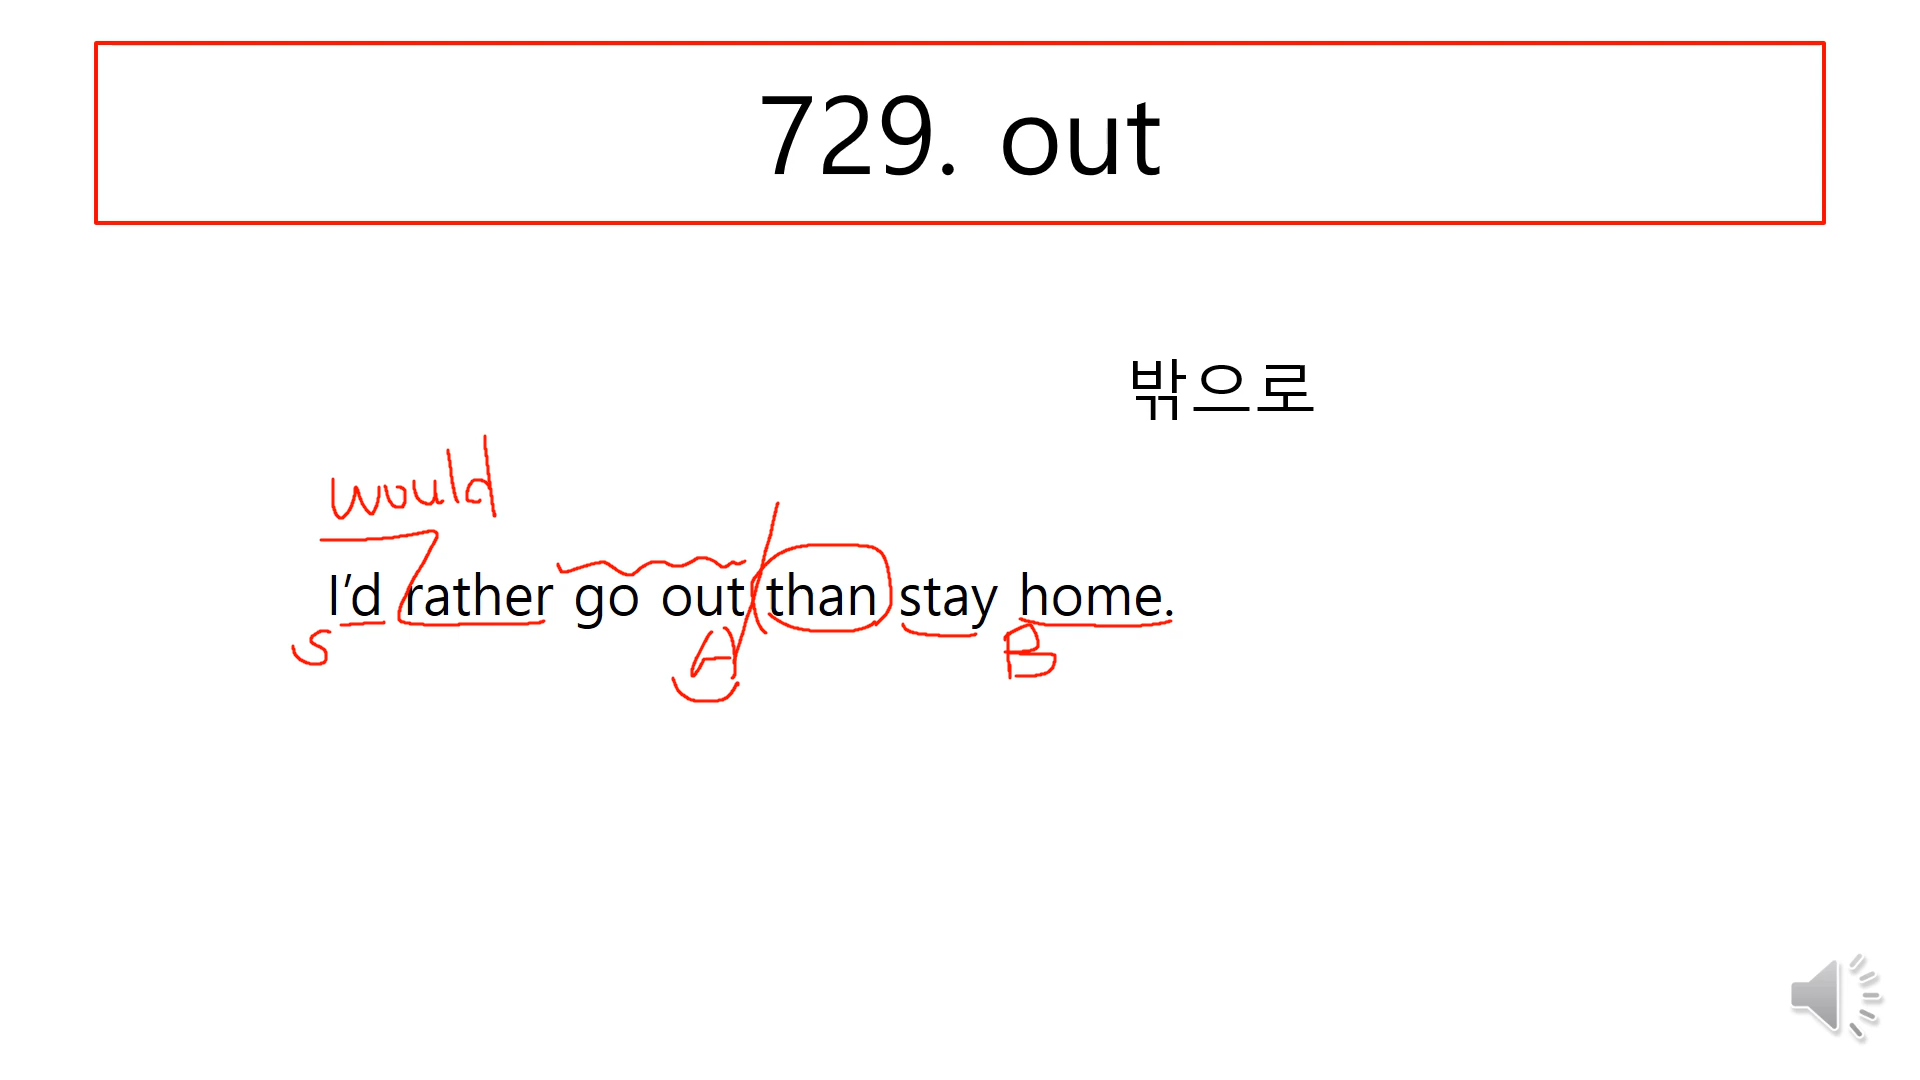 729. out
밖으로
would
I'd rather go out than stay home.
S A B